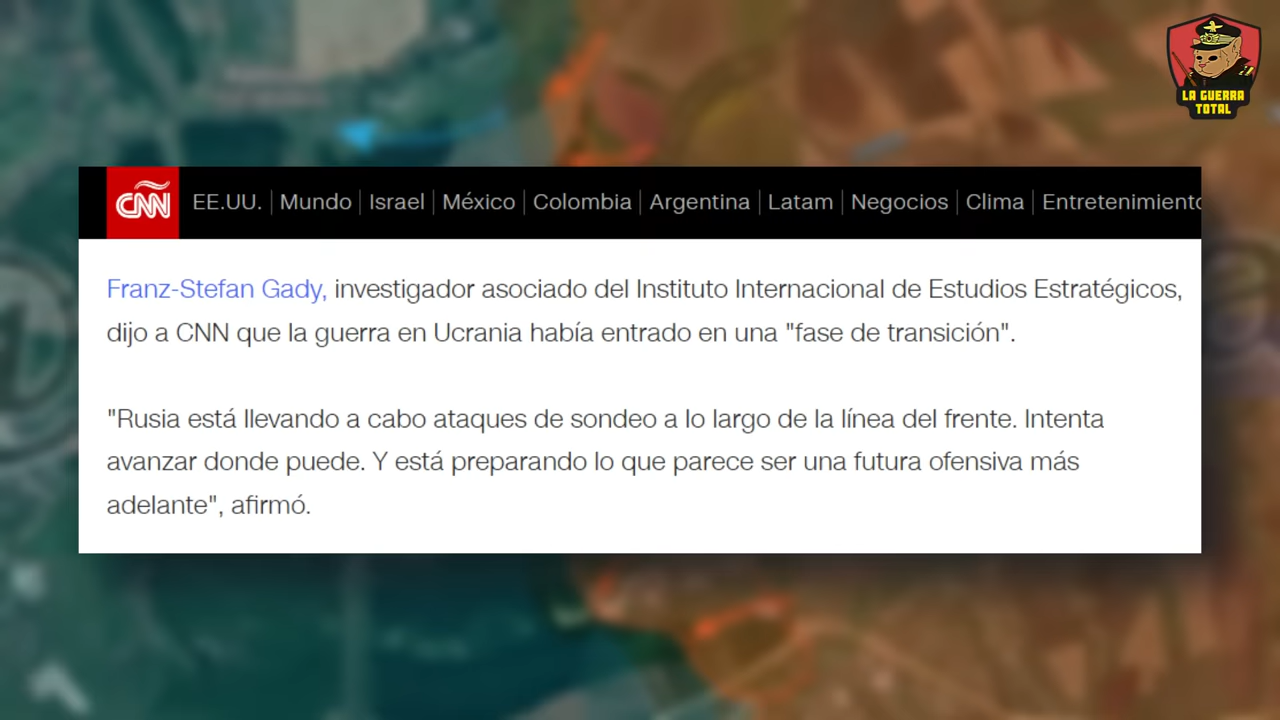 LA GUERRA
TOTAL
CNN
EE.UU. | Mundo | Israel | México | Colombia | Argentina | Latam | Negocios | Clima | Entretenimiento
Franz-Stefan Gady, investigador asociado del Instituto Internacional de Estudios Estratégicos,
dijo a CNN que la guerra en Ucrania había entrado en una "fase de transición".
"Rusia está llevando a cabo ataques de sondeo a lo largo de la línea del frente. Intenta
avanzar donde puede. Y está preparando lo que parece ser una futura ofensiva más
adelante", afirmó.